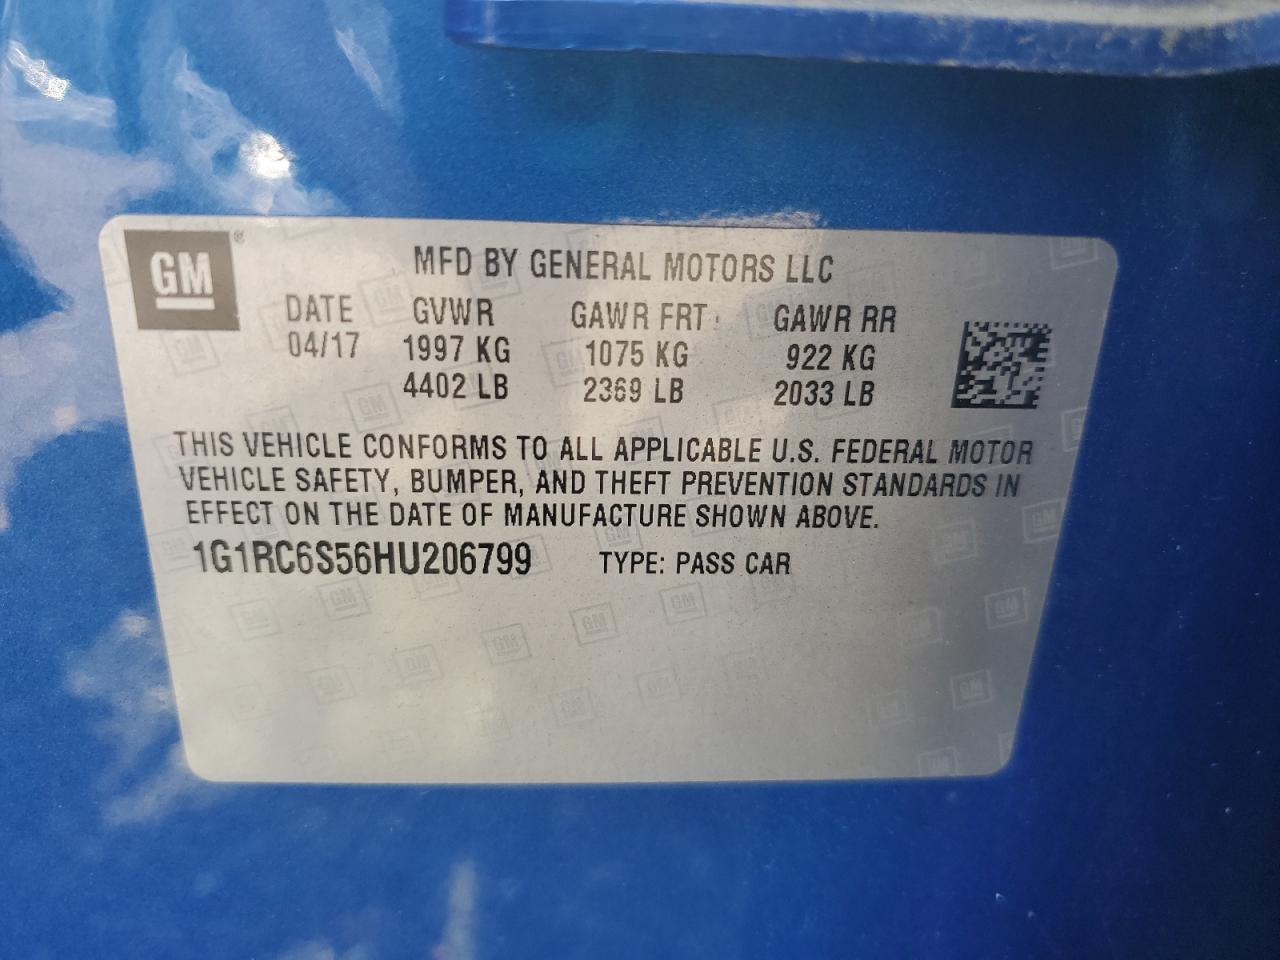 GM®
MFD BY GENERAL MOTORS LLC
DATE GVWR GAWR FRT GAWR RR
04/17 1997 KG 1075 KG 922 KG
4402 LB 2369 LB 2033 LB
THIS VEHICLE CONFORMS TO ALL APPLICABLE U.S. FEDERAL MOTOR
VEHICLE SAFETY, BUMPER, AND THEFT PREVENTION STANDARDS IN
EFFECT ON THE DATE OF MANUFACTURE SHOWN ABOVE.
1G1RC6S56HU206799 TYPE: PASS CAR